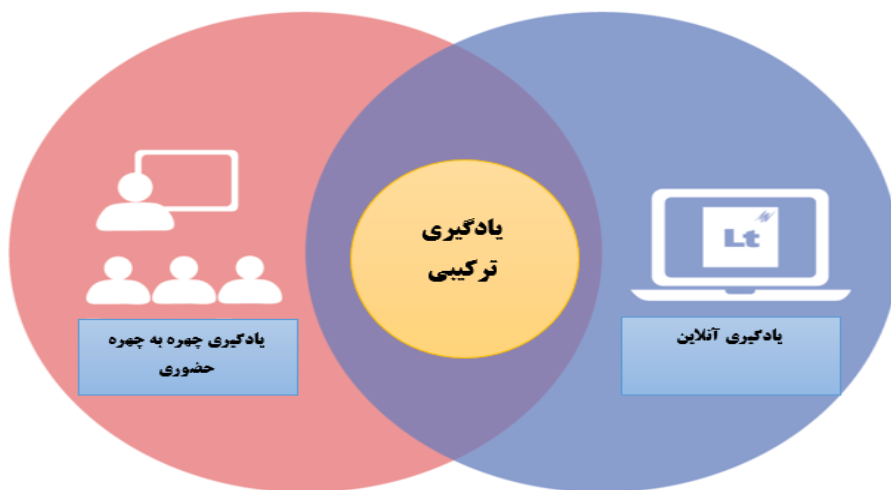 یادگیری
ترکیبی
Lt
یادگیری آنلاین
یادگیری چهره به چهره
حضوری